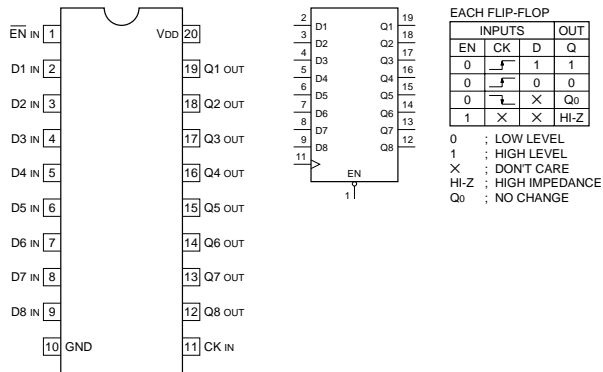 EN IN 1
VDD 20
D1 IN 2
19 Q1 OUT
D2 IN 3
18 Q2 OUT
D3 IN 4
17 Q3 OUT
D4 IN 5
16 Q4 OUT
D5 IN 6
15 Q5 OUT
D6 IN 7
14 Q6 OUT
D7 IN 8
13 Q7 OUT
D8 IN 9
12 Q8 OUT
10 GND
11 CK IN
2 D1 Q1 19
3 D2 Q2 18
4 D3 Q3 17
5 D4 Q4 16
6 D5 Q5 15
7 D6 Q6 14
8 D7 Q7 13
9 D8 Q8 12
11
EN
1
EACH FLIP-FLOP
INPUTS OUT
EN CK D Q
0 1 1
0 0 0
0 × Q0
1 × × HI-Z
0 ; LOW LEVEL
1 ; HIGH LEVEL
× ; DON'T CARE
HI-Z ; HIGH IMPEDANCE
Q0 ; NO CHANGE